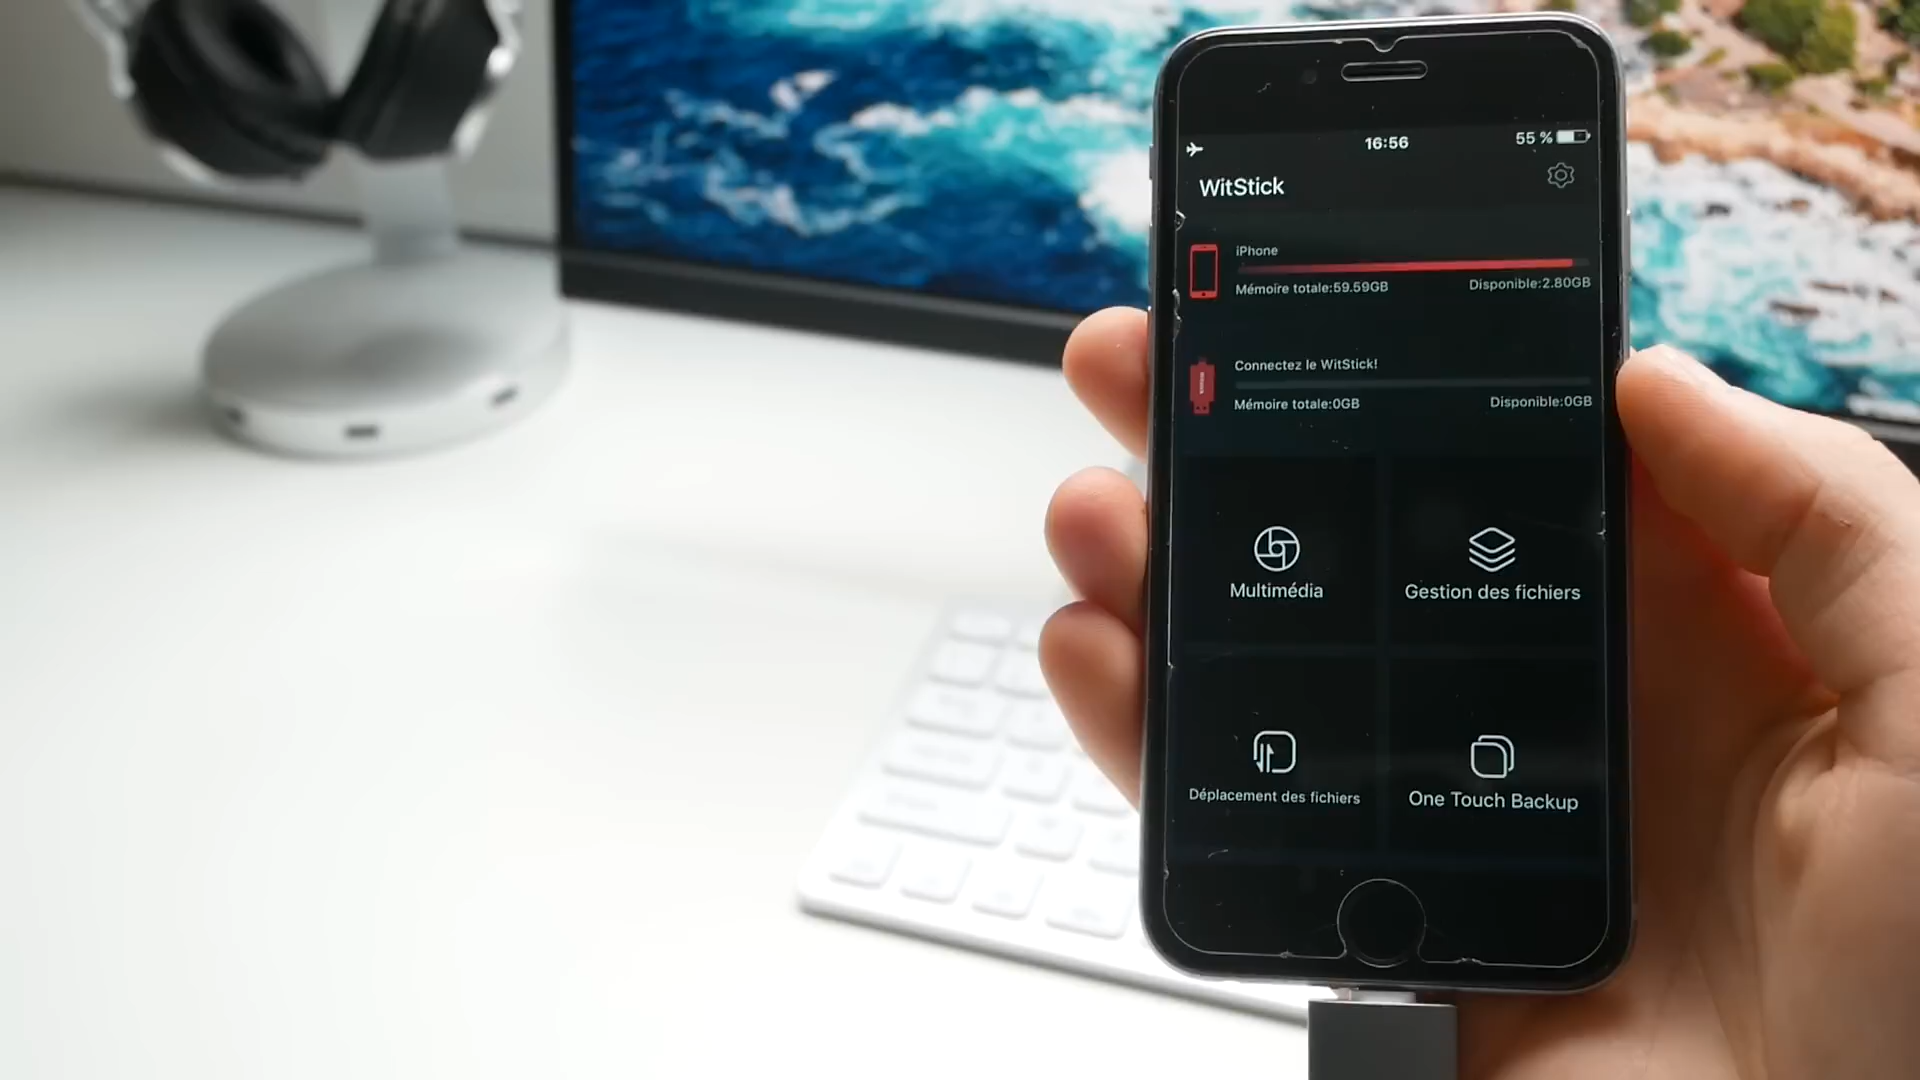 16:56
55 %
WitStick
iPhone
Mémoire totale:59.59GB
Disponible:2.80GB
Connectez le WitStick!
Mémoire totale:0GB
Disponible:0GB
Multimédia
Gestion des fichiers
Déplacement des fichiers
One Touch Backup